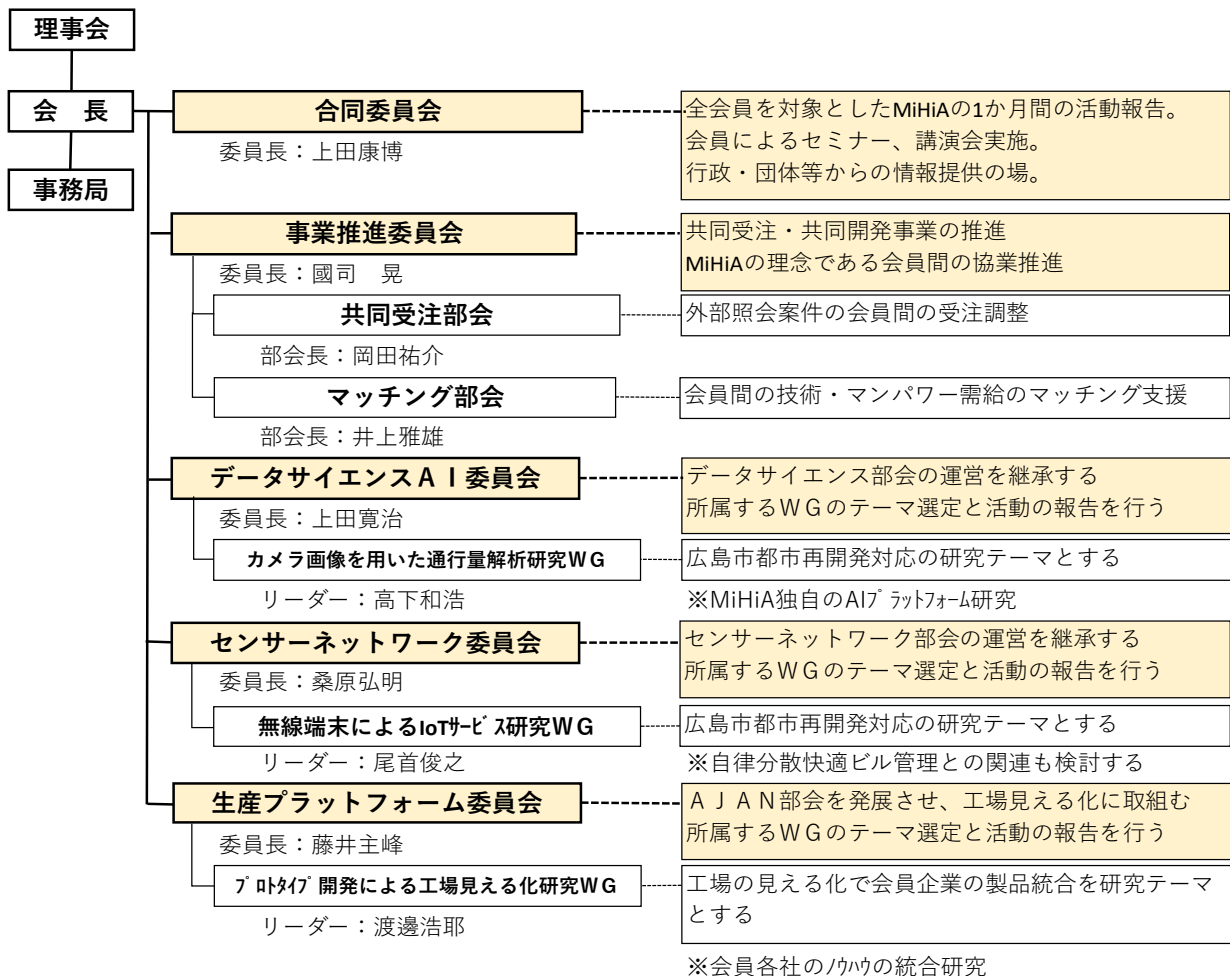 理事会
会　長
事務局
合同委員会
委員長：上田康博
全会員を対象としたMiHiAの1か月間の活動報告。
会員によるセミナー、講演会実施。
行政・団体等からの情報提供の場。
事業推進委員会
委員長：國司　晃
共同受注・共同開発事業の推進
MiHiAの理念である会員間の協業推進
共同受注部会
部会長：岡田祐介
外部照会案件の会員間の受注調整
マッチング部会
部会長：井上雅雄
会員間の技術・マンパワー需給のマッチング支援
データサイエンスＡＩ委員会
委員長：上田寛治
データサイエンス部会の運営を継承する
所属するＷＧのテーマ選定と活動の報告を行う
カメラ画像を用いた通行量解析研究ＷＧ
リーダー：高下和浩
広島市都市再開発対応の研究テーマとする
※MiHiA独自のAIﾌﾟﾗｯﾄﾌｫｰﾑ研究
センサーネットワーク委員会
委員長：桑原弘明
センサーネットワーク部会の運営を継承する
所属するＷＧのテーマ選定と活動の報告を行う
無線端末によるIoTｻｰﾋﾞｽ研究ＷＧ
リーダー：尾首俊之
広島市都市再開発対応の研究テーマとする
※自律分散快適ビル管理との関連も検討する
生産プラットフォーム委員会
委員長：藤井主峰
ＡＪＡＮ部会を発展させ、工場見える化に取組む
所属するＷＧのテーマ選定と活動の報告を行う
ﾌﾟﾛﾄﾀｲﾌﾟ開発による工場見える化研究ＷＧ
リーダー：渡邊浩耶
工場の見える化で会員企業の製品統合を研究テーマ
とする
※会員各社のﾉｳﾊｳの統合研究